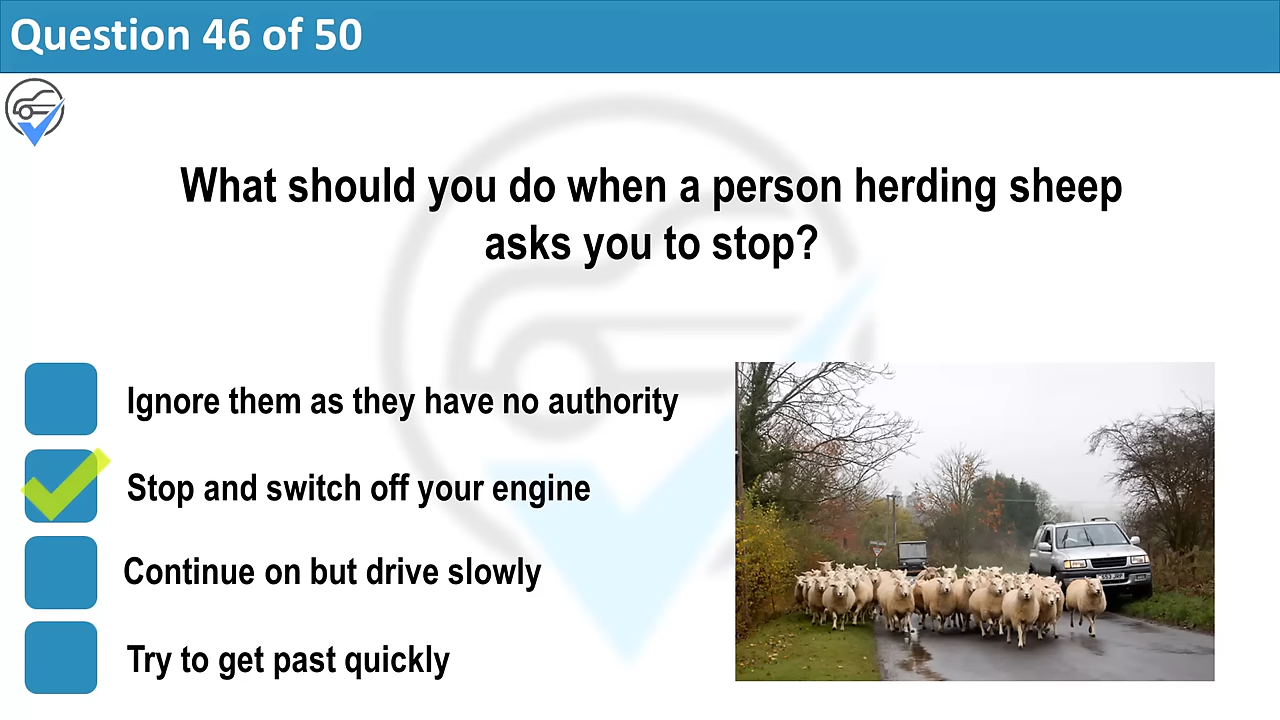 Question 46 of 50
What should you do when a person herding sheep
asks you to stop?
Ignore them as they have no authority
Stop and switch off your engine
Continue on but drive slowly
Try to get past quickly